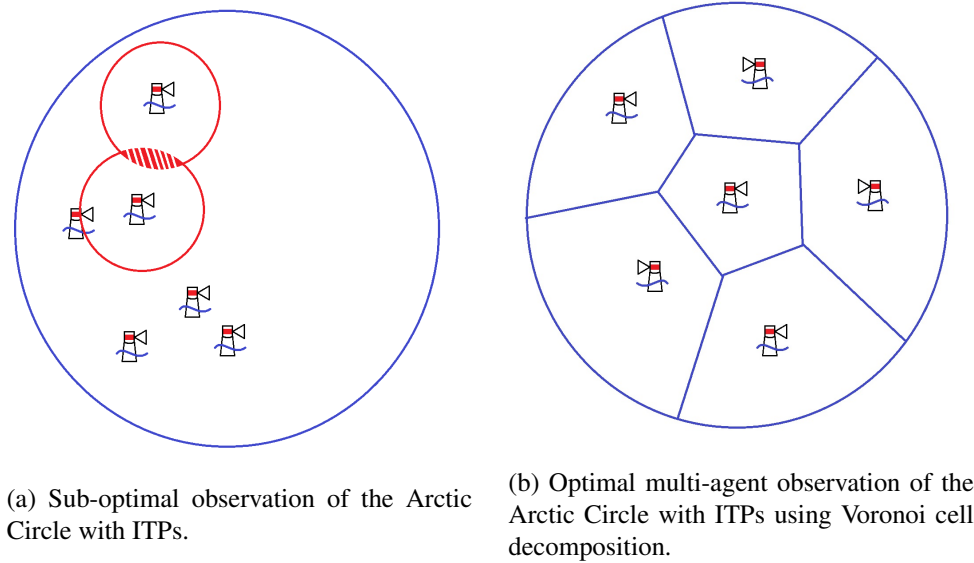 (a) Sub-optimal observation of the Arctic
Circle with ITPs.
(b) Optimal multi-agent observation of the
Arctic Circle with ITPs using Voronoi cell
decomposition.